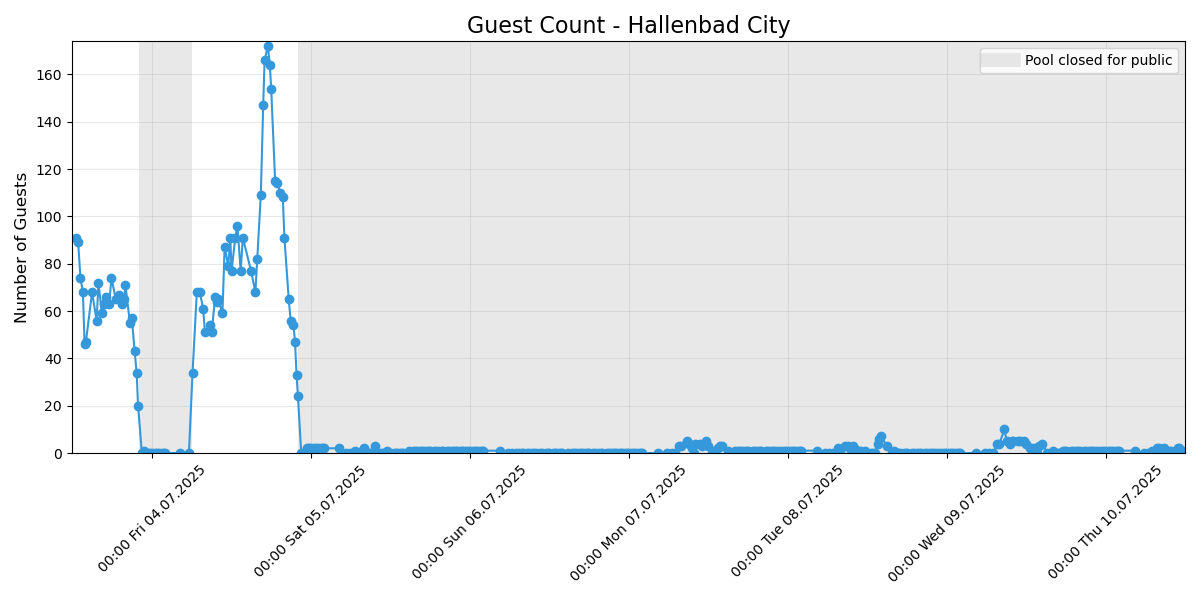 Guest Count - Hallenbad City
Pool closed for public
Number of Guests
160
140
120
100
80
60
40
20
0
00:00 Fri 04.07.2025
00:00 Sat 05.07.2025
00:00 Sun 06.07.2025
00:00 Mon 07.07.2025
00:00 Tue 08.07.2025
00:00 Wed 09.07.2025
00:00 Thu 10.07.2025